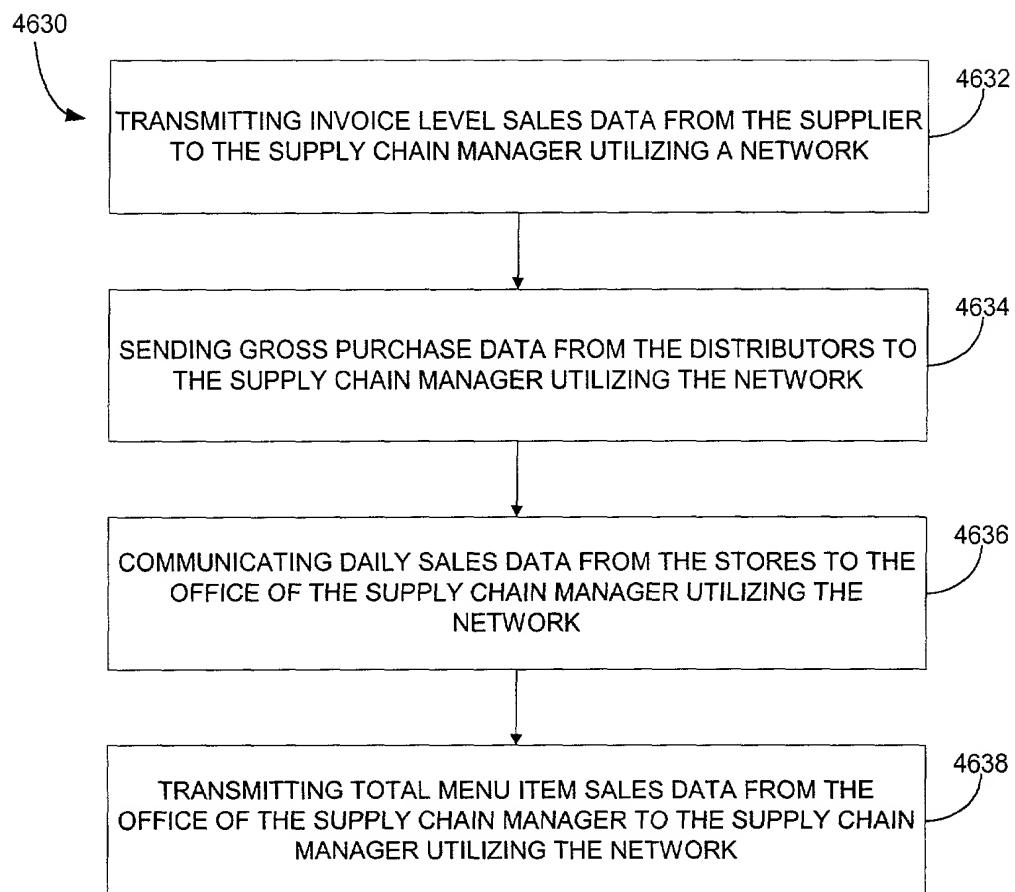 4630
4632
TRANSMITTING INVOICE LEVEL SALES DATA FROM THE SUPPLIER
TO THE SUPPLY CHAIN MANAGER UTILIZING A NETWORK
4634
SENDING GROSS PURCHASE DATA FROM THE DISTRIBUTORS TO
THE SUPPLY CHAIN MANAGER UTILIZING THE NETWORK
4636
COMMUNICATING DAILY SALES DATA FROM THE STORES TO THE
OFFICE OF THE SUPPLY CHAIN MANAGER UTILIZING THE
NETWORK
4638
TRANSMITTING TOTAL MENU ITEM SALES DATA FROM THE
OFFICE OF THE SUPPLY CHAIN MANAGER TO THE SUPPLY CHAIN
MANAGER UTILIZING THE NETWORK